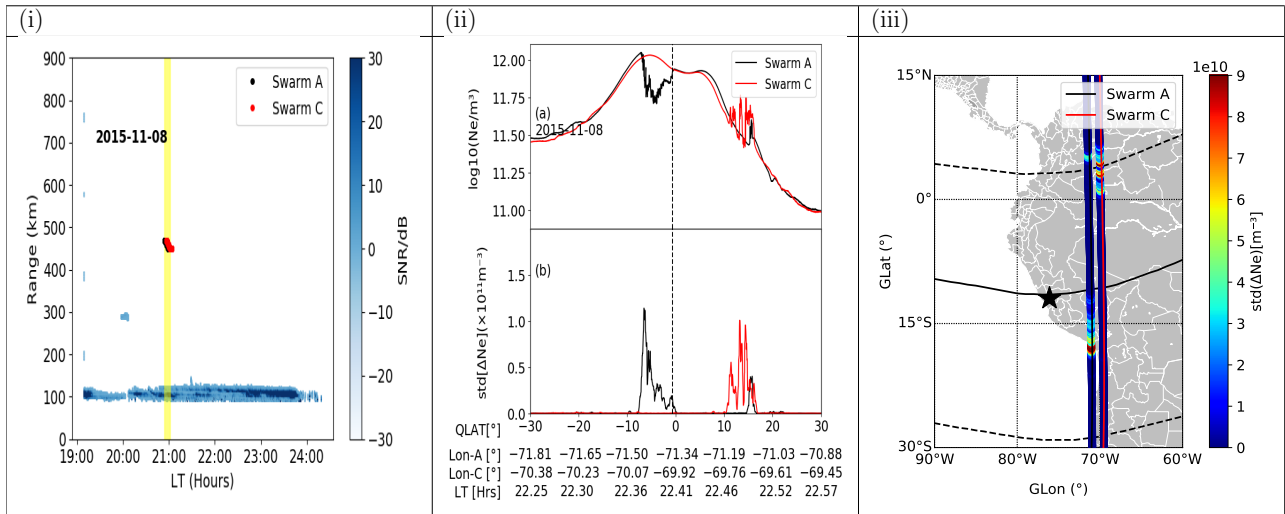 (i)
(ii)
(iii)
900
800
700
600
500
400
300
200
100
0
Range (km)
2015-11-08
Swarm A
Swarm C
19:00 20:00 21:00 22:00 23:00 24:00
LT (Hours)
30
20
10
0
−10
−20
−30
SNR/dB
12.00
11.75
11.50
11.25
11.00
log10(Ne/m³)
(a)
2015-11-08
Swarm A
Swarm C
(b)
1.5
1.0
0.5
0.0
std[ΔNe](×10¹¹m⁻³)
−30 −20 −10 0 10 20 30
QLAT[°]
Lon-A [°] −71.81 −71.65 −71.50 −71.34 −71.19 −71.03 −70.88
Lon-C [°] −70.38 −70.23 −70.07 −69.92 −69.76 −69.61 −69.45
LT [Hrs] 22.25 22.30 22.36 22.41 22.46 22.52 22.57
15°N
0°
15°S
30°S
GLat (°)
Swarm A
Swarm C
90°W 80°W 70°W 60°W
GLon (°)
1e10
9
8
7
6
5
4
3
2
1
0
std(ΔNe)[m⁻³]